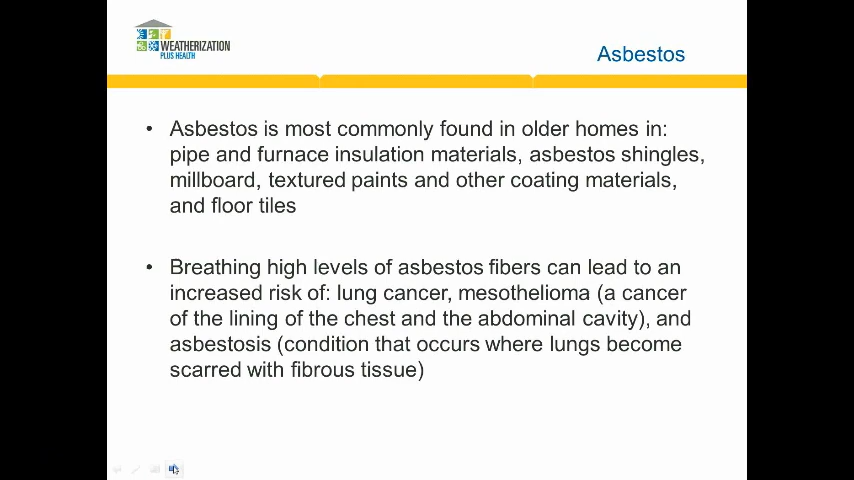 WEATHERIZATION
PLUS HEALTH
Asbestos
• Asbestos is most commonly found in older homes in:
pipe and furnace insulation materials, asbestos shingles,
millboard, textured paints and other coating materials,
and floor tiles
• Breathing high levels of asbestos fibers can lead to an
increased risk of: lung cancer, mesothelioma (a cancer
of the lining of the chest and the abdominal cavity), and
asbestosis (condition that occurs where lungs become
scarred with fibrous tissue)